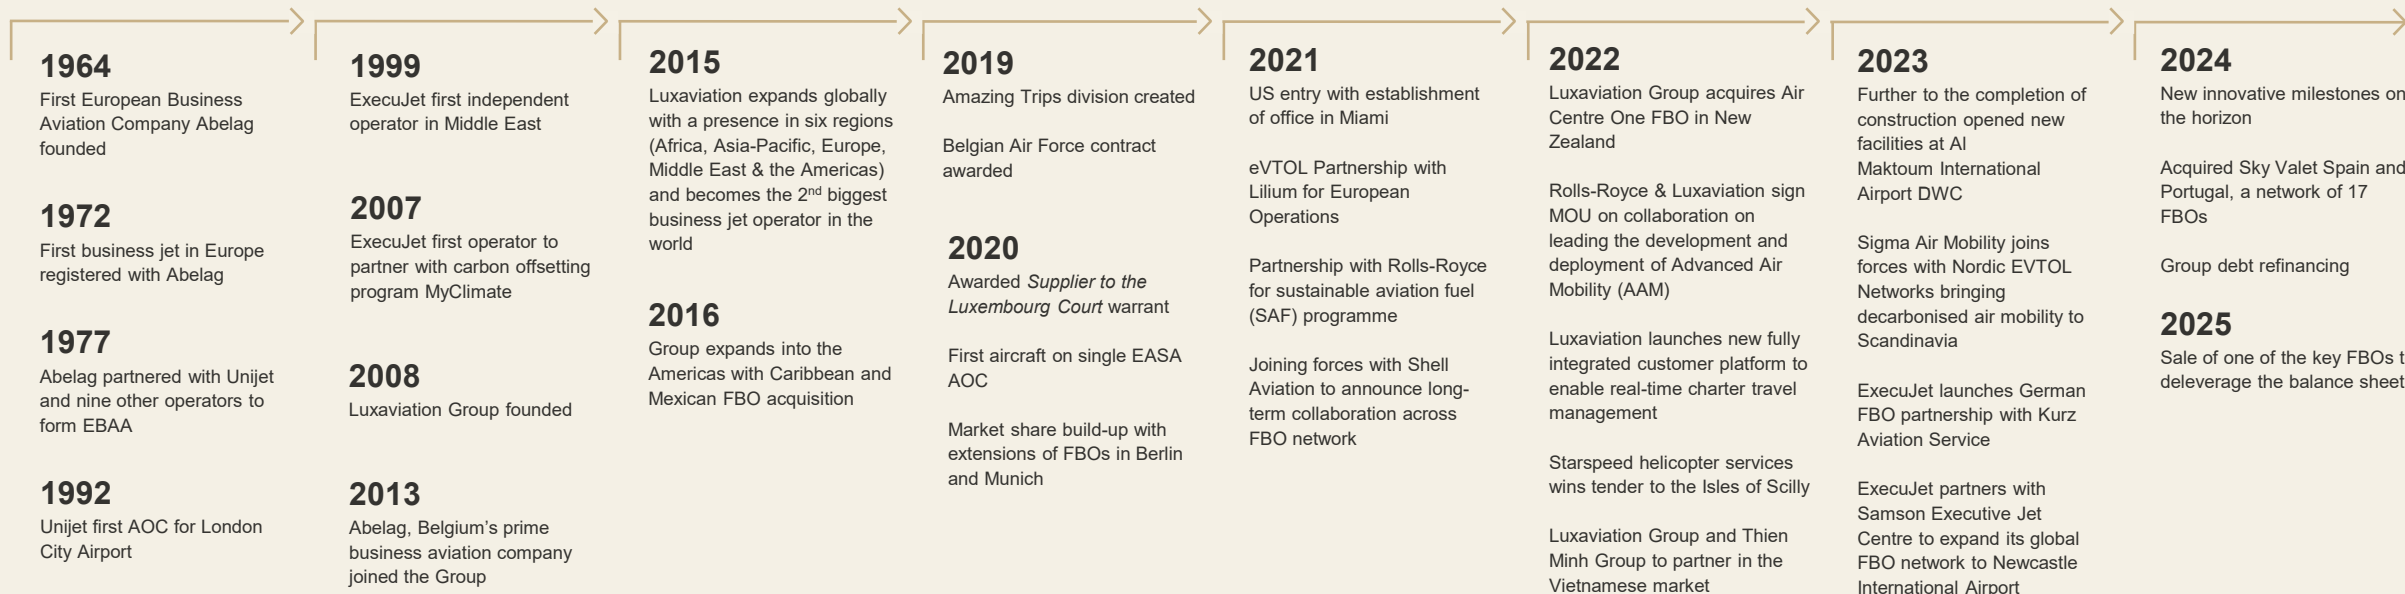 1964
First European Business
Aviation Company Abelag
founded
1972
First business jet in Europe
registered with Abelag
1977
Abelag partnered with Unijet
and nine other operators to
form EBAA
1992
Unijet first AOC for London
City Airport
1999
ExecuJet first independent
operator in Middle East
2007
ExecuJet first operator to
partner with carbon offsetting
program MyClimate
2008
Luxaviation Group founded
2013
Abelag, Belgium's prime
business aviation company
joined the Group
2015
Luxaviation expands globally
with a presence in six regions
(Africa, Asia-Pacific, Europe,
Middle East & the Americas)
and becomes the 2nd biggest
business jet operator in the
world
2016
Group expands into the
Americas with Caribbean and
Mexican FBO acquisition
2019
Amazing Trips division created
Belgian Air Force contract
awarded
2020
Awarded Supplier to the
Luxembourg Court warrant
First aircraft on single EASA
AOC
Market share build-up with
extensions of FBOs in Berlin
and Munich
2021
US entry with establishment
of office in Miami
eVTOL Partnership with
Lilium for European
Operations
Partnership with Rolls-Royce
for sustainable aviation fuel
(SAF) programme
Joining forces with Shell
Aviation to announce long-
term collaboration across
FBO network
2022
Luxaviation Group acquires Air
Centre One FBO in New
Zealand
Rolls-Royce & Luxaviation sign
MOU on collaboration on
leading the development and
deployment of Advanced Air
Mobility (AAM)
Luxaviation launches new fully
integrated customer platform to
enable real-time charter travel
management
Starspeed helicopter services
wins tender to the Isles of Scilly
Luxaviation Group and Thien
Minh Group to partner in the
Vietnamese market
2023
Further to the completion of
construction opened new
facilities at Al
Maktoum International
Airport DWC
Sigma Air Mobility joins
forces with Nordic EVTOL
Networks bringing
decarbonised air mobility to
Scandinavia
ExecuJet launches German
FBO partnership with Kurz
Aviation Service
ExecuJet partners with
Samson Executive Jet
Centre to expand its global
FBO network to Newcastle
International Airport
2024
New innovative milestones on
the horizon
Acquired Sky Valet Spain and
Portugal, a network of 17
FBOs
Group debt refinancing
2025
Sale of one of the key FBOs t
deleverage the balance sheet